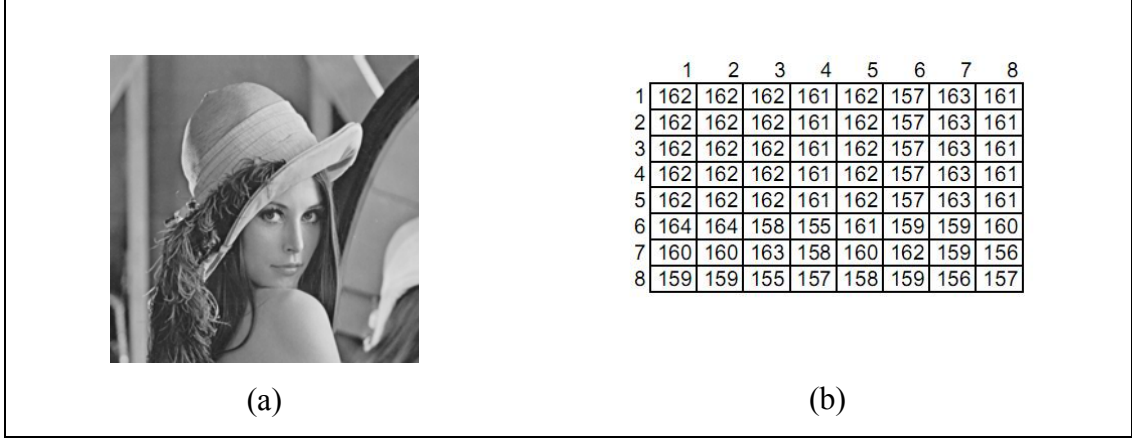 1 2 3 4 5 6 7 8
1 162 162 162 161 162 157 163 161
2 162 162 162 161 162 157 163 161
3 162 162 162 161 162 157 163 161
4 162 162 162 161 162 157 163 161
5 162 162 162 161 162 157 163 161
6 164 164 158 155 161 159 159 160
7 160 160 163 158 160 162 159 156
8 159 159 155 157 158 159 156 157
(a) (b)